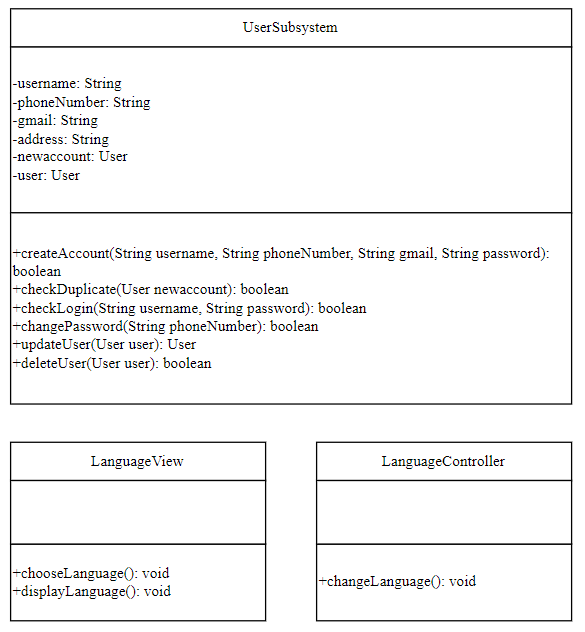 UserSubsystem
-username: String
-phoneNumber: String
-gmail: String
-address: String
-newaccount: User
-user: User
+createAccount(String username, String phoneNumber, String gmail, String password):
boolean
+checkDuplicate(User newaccount): boolean
+checkLogin(String username, String password): boolean
+changePassword(String phoneNumber): boolean
+updateUser(User user): User
+deleteUser(User user): boolean
LanguageView
+chooseLanguage(): void
+displayLanguage(): void
LanguageController
+changeLanguage(): void